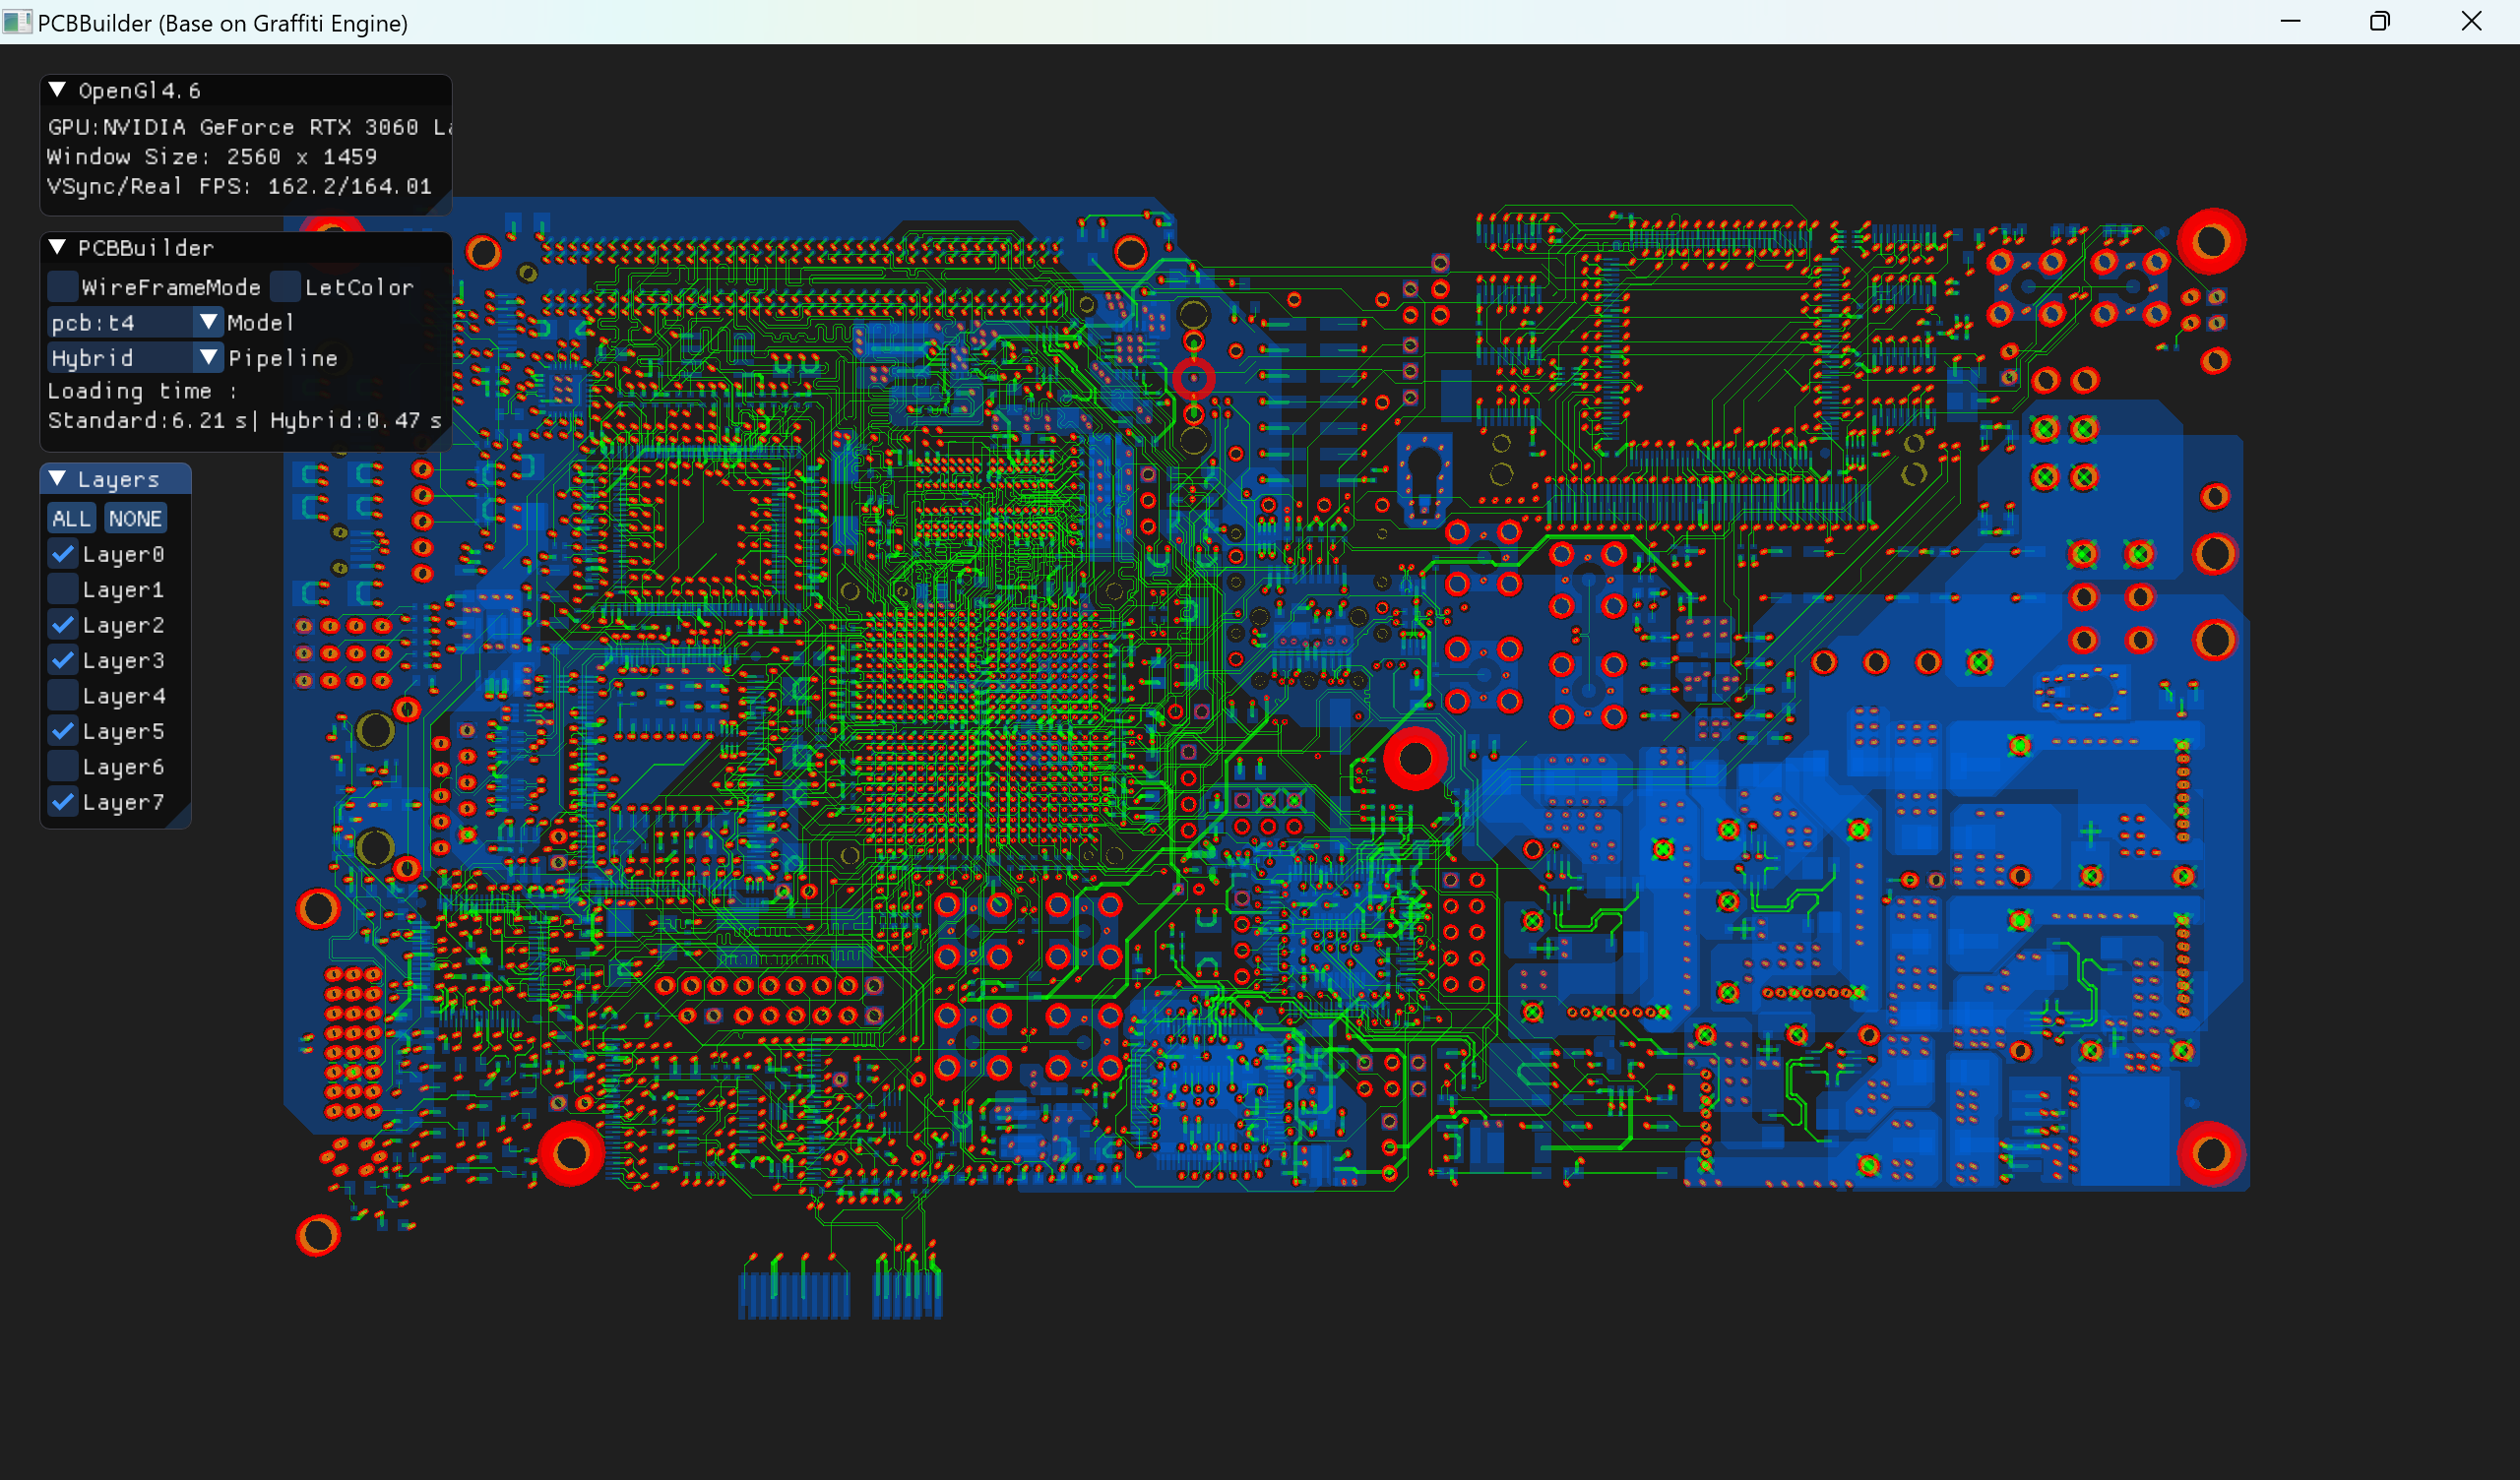 PCBBuilder (Base on Graffiti Engine)
OpenGl4.6
GPU:NVIDIA GeForce RTX 3060
Window Size: 2560 x 1459
VSync/Real FPS: 162.2/164.01
PCBBuilder
WireFrameMode LetColor
pcb:t4 Model
Hybrid Pipeline
Loading time :
Standard:6.21 s| Hybrid:0.47 s
Layers
ALL NONE
Layer0
Layer1
Layer2
Layer3
Layer4
Layer5
Layer6
Layer7